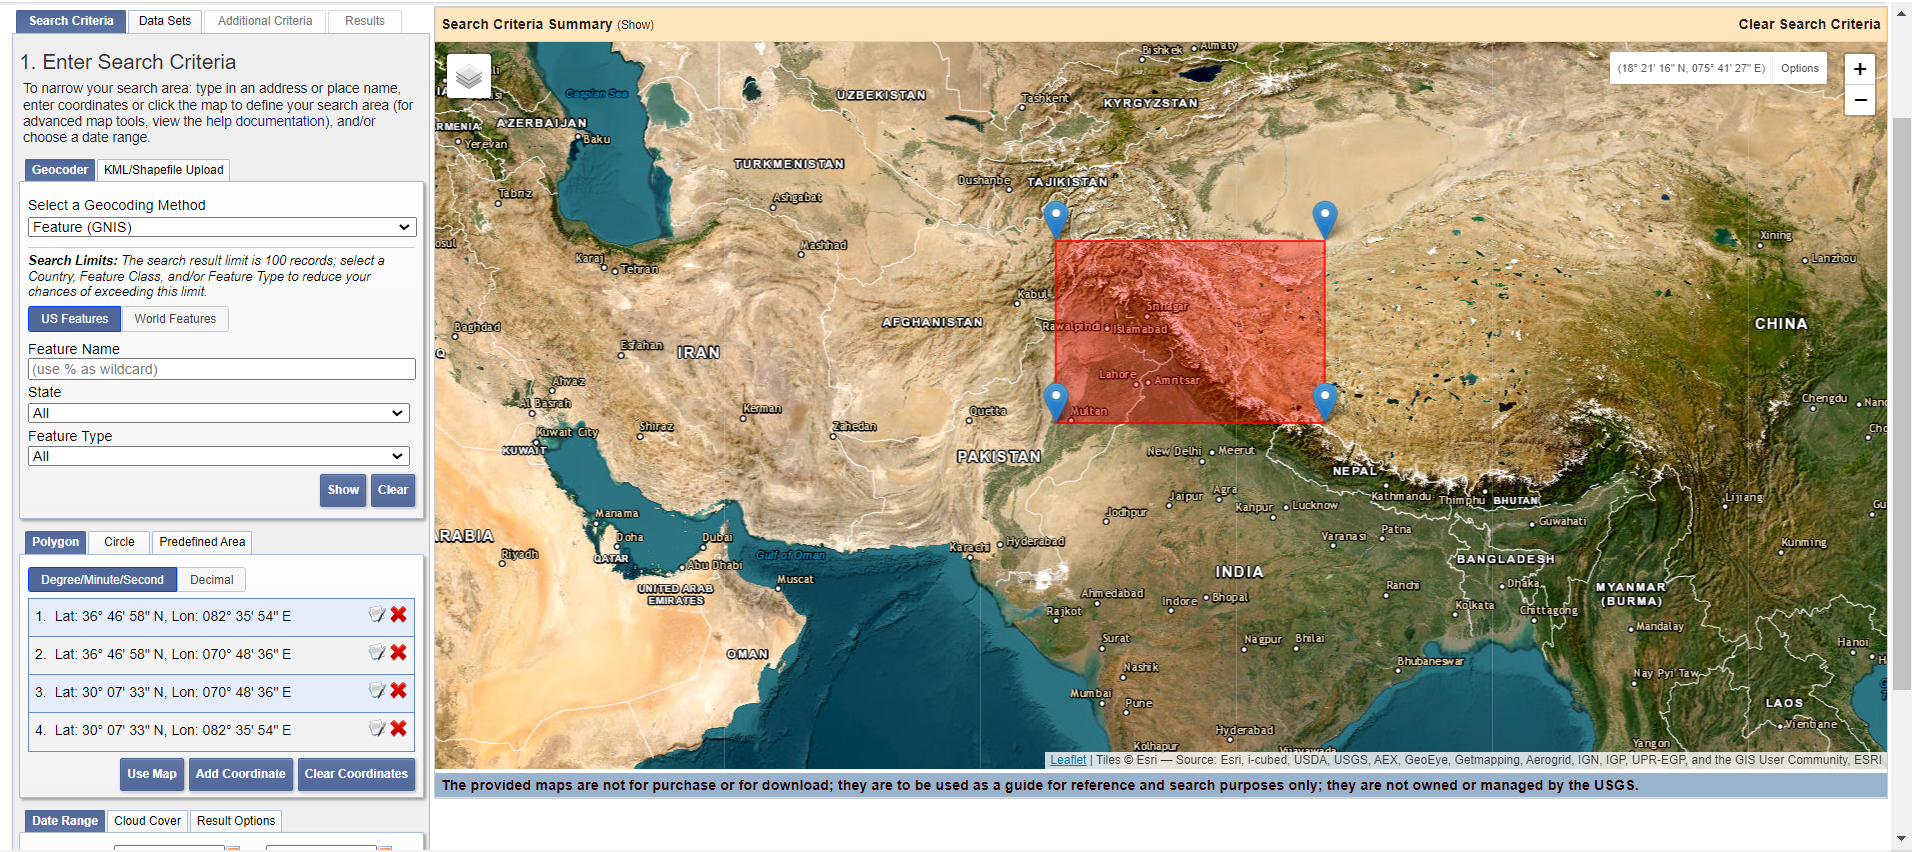 Search Criteria
Data Sets
Additional Criteria
Results
1. Enter Search Criteria
To narrow your search area: type in an address or place name,
enter coordinates or click the map to define your search area (for
advanced map tools, view the help documentation), and/or
choose a date range.
Geocoder
KML/Shapefile Upload
Select a Geocoding Method
Feature (GNIS)
Search Limits: The search result limit is 100 records; select a
Country, Feature Class, and/or Feature Type to reduce your
chances of exceeding this limit.
US Features
World Features
Feature Name
(use % as wildcard)
State
All
Feature Type
All
Show
Clear
Polygon
Circle
Predefined Area
Degree/Minute/Second
Decimal
1. Lat: 36° 46' 58" N, Lon: 082° 35' 54" E
2. Lat: 36° 46' 58" N, Lon: 070° 48' 36" E
3. Lat: 30° 07' 33" N, Lon: 070° 48' 36" E
4. Lat: 30° 07' 33" N, Lon: 082° 35' 54" E
Use Map
Add Coordinate
Clear Coordinates
Date Range
Cloud Cover
Result Options
Search Criteria Summary (Show)
Clear Search Criteria
(18° 21' 16" N, 075° 41' 27" E)
Options
+
−
Bishkek
Almaty
Caspian Sea
UZBEKISTAN
Tashkent
KYRGYZSTAN
RMENIA
AZERBAIJAN
Baku
Yerevan
TURKMENISTAN
Dushanbe
TAJIKISTAN
Tabriz
Ashgabat
Xining
osul
Mashhad
Karaj
Tehran
Lanzhou
Kabul
Srinagar
Baghdad
AFGHANISTAN
Rawalpindi
Islamabad
CHINA
Esfahan
IRAN
Lahore
Amritsar
Ahvaz
Al Basrah
Kerman
Quetta
Multan
Chengdu
Nanc
Kuwait City
Shiraz
Zahedan
Cho
KUWAIT
PAKISTAN
New Delhi
Meerut
NEPAL
Jaipur
Agra
Kathmandu
Thimphu
BHUTAN
Lijiang
Manama
Jodhpur
Kanpur
Lucknow
Guwahati
Gu
ARABIA
Doha
Dubai
Karachi
Hyderabad
Varanasi
Patna
Kunming
Riyadh
QATAR
Abu Dhabi
Gulf of Oman
BANGLADESH
Muscat
INDIA
Ranchi
Dhaka
MYANMAR
(BURMA)
UNITED ARAB
EMIRATES
Ahmedabad
Rajkot
Indore
Bhopal
Kolkata
Chittagong
Mandalay
OMAN
Surat
Nagpur
Bhilai
Hanoi
H
Nashik
Bhubaneswar
Nay Pyi Taw
Mumbai
Pune
LAOS
Hyderabad
Vientiane
Kolhapur
Vijayawada
Yangon
Leaflet | Tiles © Esri — Source: Esri, i-cubed, USDA, USGS, AEX, GeoEye, Getmapping, Aerogrid, IGN, IGP, UPR-EGP, and the GIS User Community, ESRI
The provided maps are not for purchase or for download; they are to be used as a guide for reference and search purposes only; they are not owned or managed by the USGS.